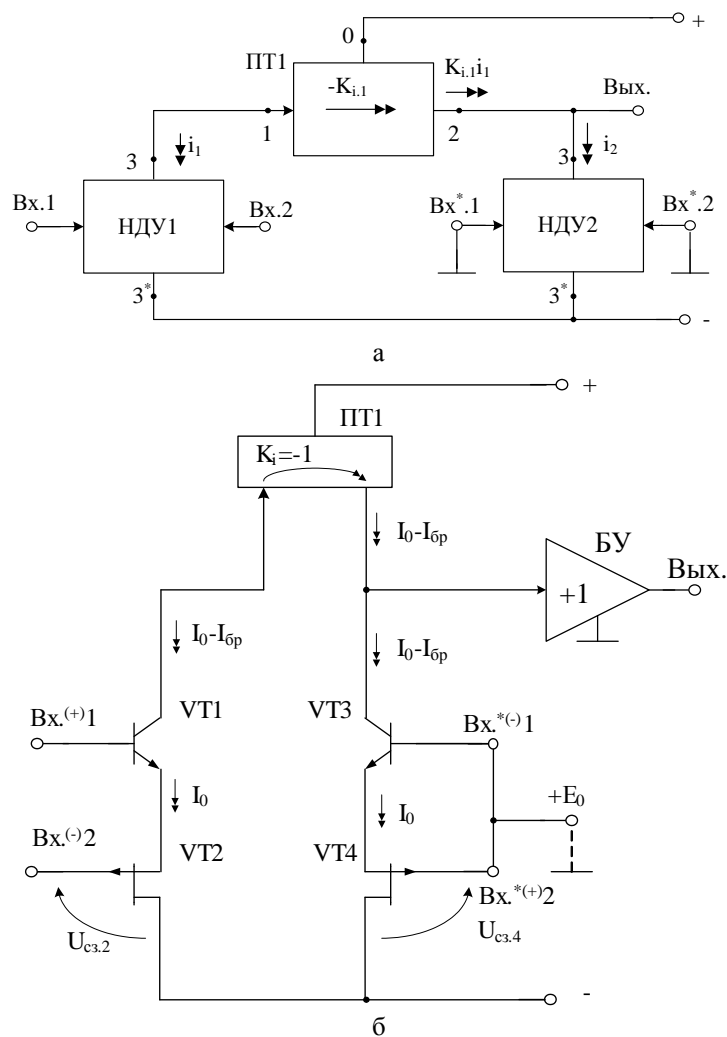 0
+
ПТ1
-Ki.1
Ki.1i1
Вых.
1
2
3
i1
3
i2
Вх.1
НДУ1
Вх.2
Вх*.1
НДУ2
Вх*.2
3*
3*
-
а
+
ПТ1
Ki=-1
I0-Iбр
БУ
+1
Вых.
I0-Iбр
I0-Iбр
VT1
VT3
Вх.(+)1
Вх.*(-)1
I0
I0
+E0
Вх.(-)2
VT2
VT4
Вх.*(+)2
Uсз.2
Uсз.4
-
б